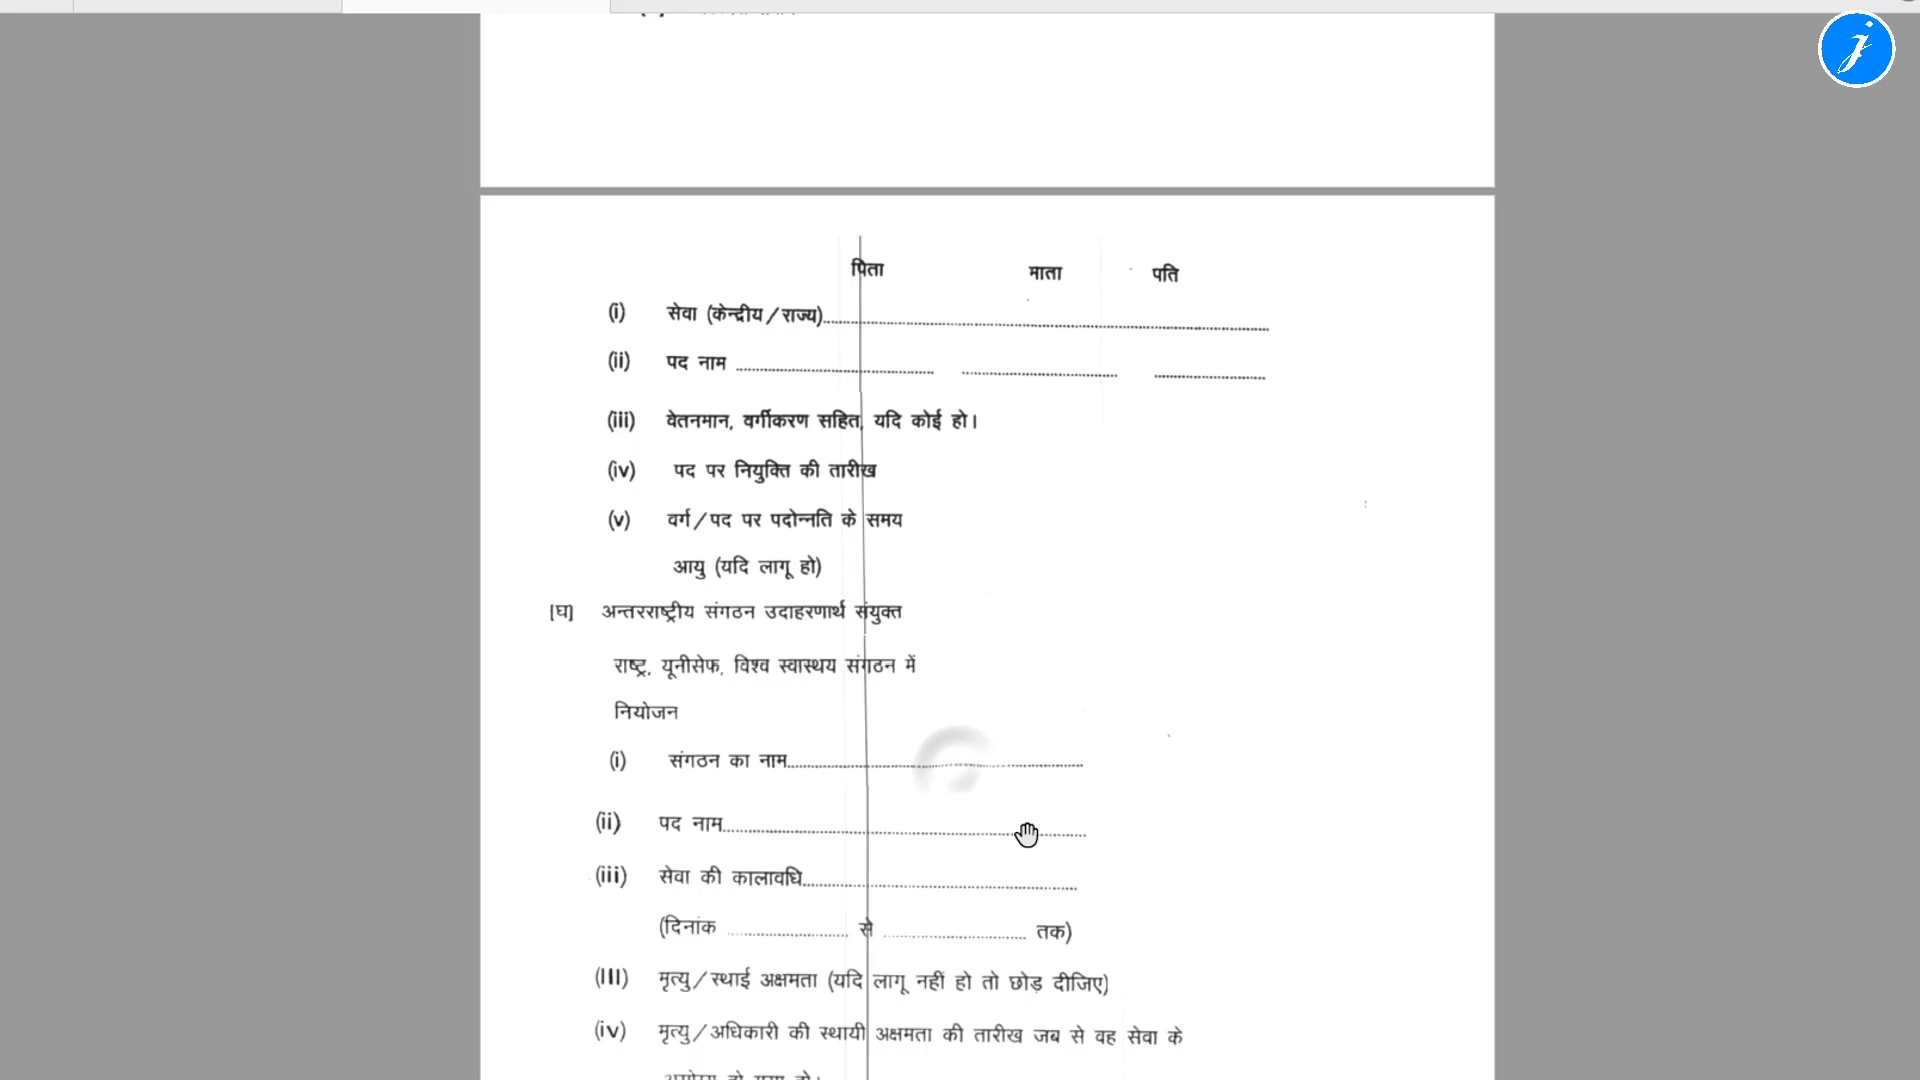 पिता माता पति
(i) सेवा (केन्द्रीय/राज्य)
(ii) पद नाम
(iii) वेतनमान, वर्गीकरण सहित, यदि कोई हो।
(iv) पद पर नियुक्ति की तारीख
(v) वर्ग/पद पर पदोन्नति के समय
आयु (यदि लागू हो)
[घ] अन्तरराष्ट्रीय संगठन उदाहरणार्थ संयुक्त
राष्ट्र, यूनीसेफ, विश्व स्वास्थय संगठन में
नियोजन
(i) संगठन का नाम
(ii) पद नाम
(iii) सेवा की कालावधि
(दिनांक से तक)
(III) मृत्यु/स्थाई अक्षमता (यदि लागू नहीं हो तो छोड़ दीजिए)
(iv) मृत्यु/अधिकारी की स्थायी अक्षमता की तारीख जब से वह सेवा के